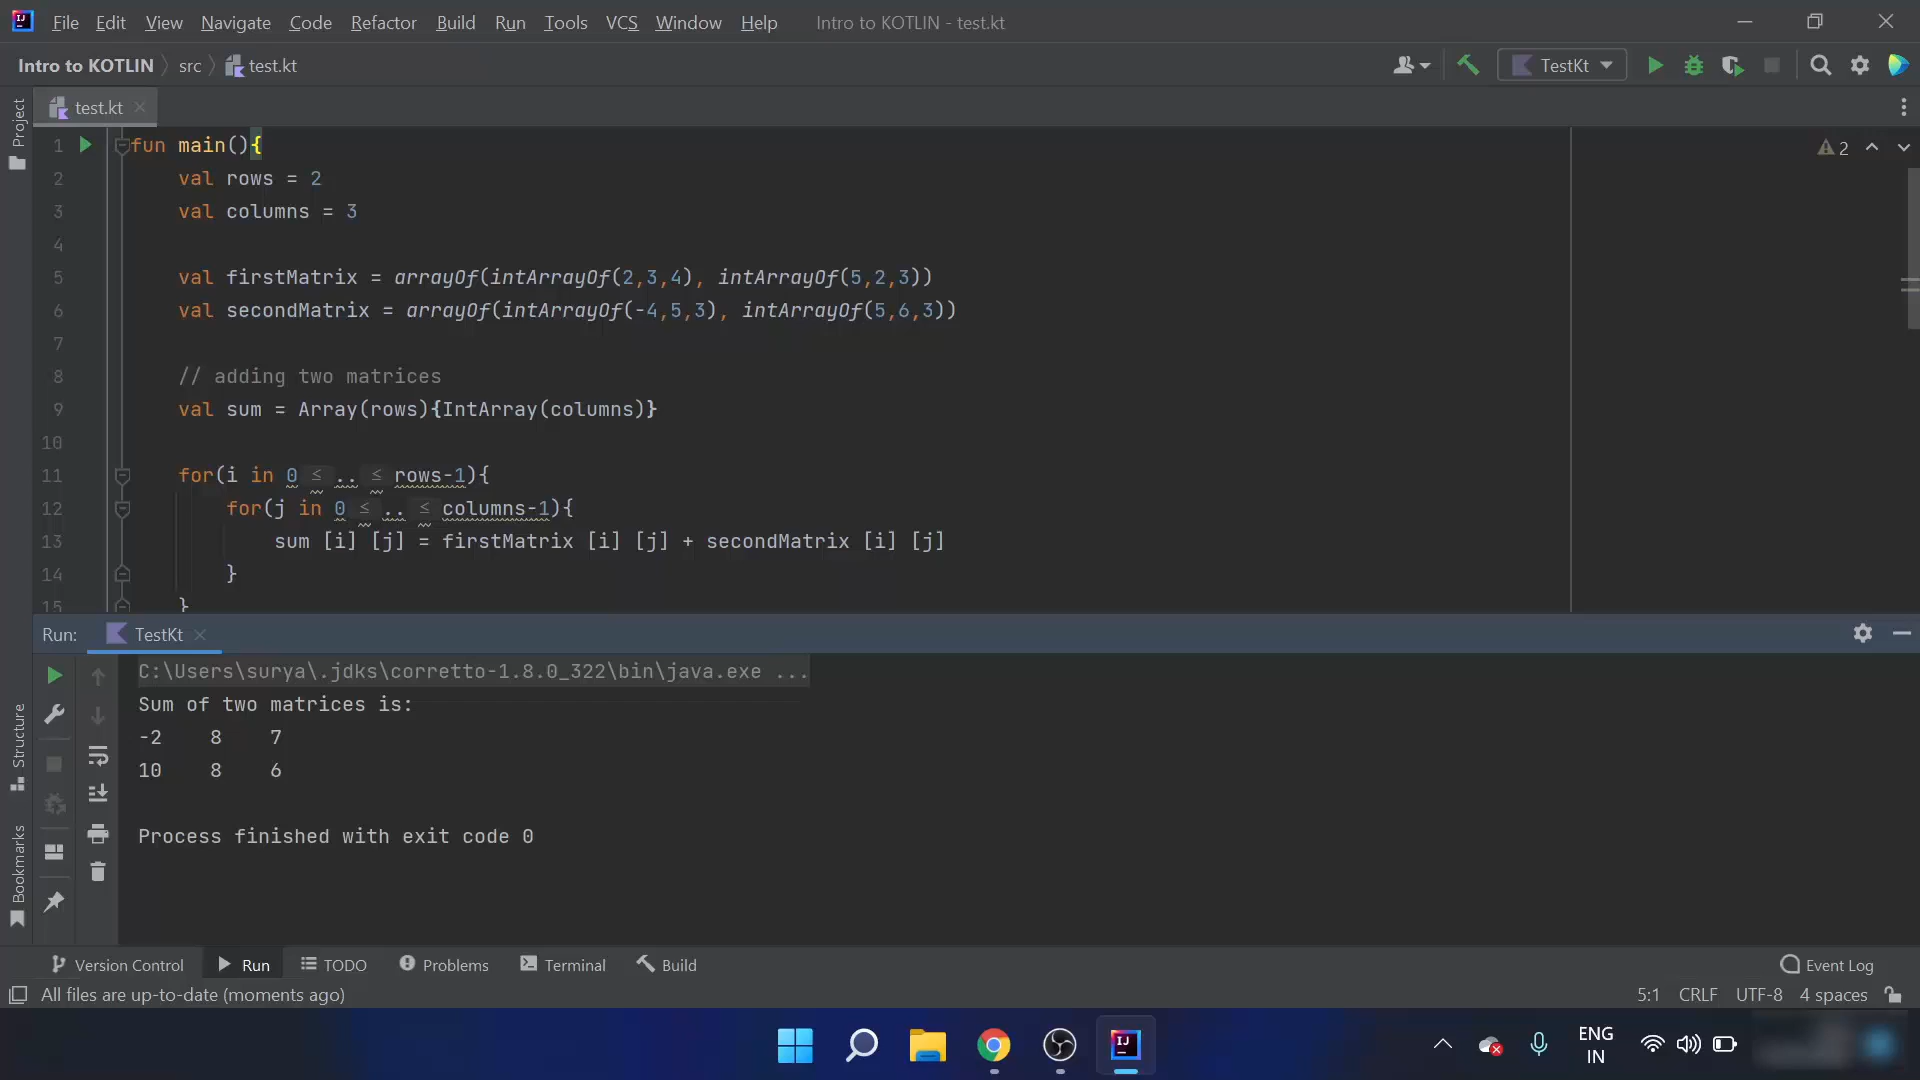 File Edit View Navigate Code Refactor Build Run Tools VCS Window Help Intro to KOTLIN - test.kt
Intro to KOTLIN src test.kt TestKt
Project
test.kt
1 fun main(){
2 val rows = 2
3 val columns = 3
4
5 val firstMatrix = arrayOf(intArrayOf(2,3,4), intArrayOf(5,2,3))
6 val secondMatrix = arrayOf(intArrayOf(-4,5,3), intArrayOf(5,6,3))
7
8 // adding two matrices
9 val sum = Array(rows){IntArray(columns)}
10
11 for(i in 0 ≤ .. ≤ rows-1){
12 for(j in 0 ≤ .. ≤ columns-1){
13 sum [i] [j] = firstMatrix [i] [j] + secondMatrix [i] [j]
14 }
15 }
2
Run: TestKt
C:\Users\surya\.jdks\corretto-1.8.0_322\bin\java.exe ...
Sum of two matrices is:
-2 8 7
10 8 6
Process finished with exit code 0
Structure
Bookmarks
Version Control Run TODO Problems Terminal Build Event Log
All files are up-to-date (moments ago) 5:1 CRLF UTF-8 4 spaces
IJ
ENG
IN